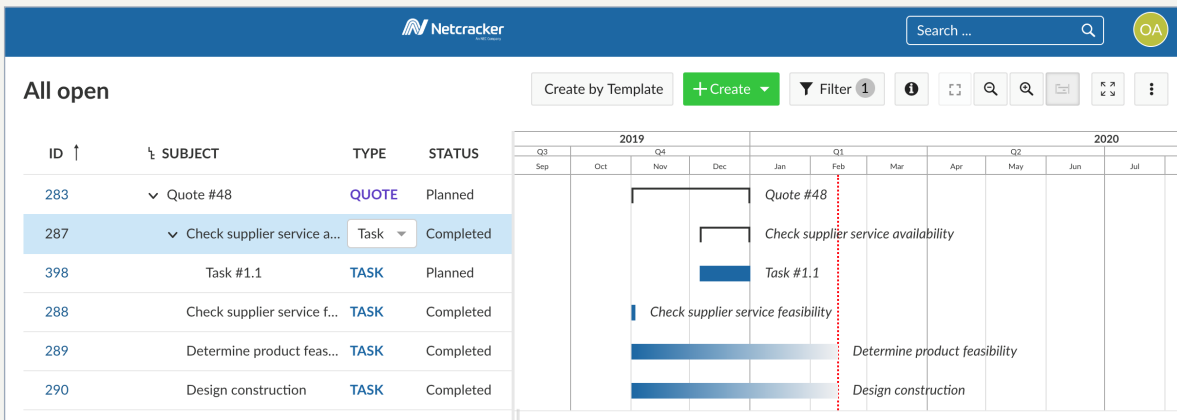 Netcracker
Search ...
OA
All open
Create by Template
+ Create
Filter 1
ID ↑ SUBJECT TYPE STATUS
2019 2020
Q3 Q4 Q1 Q2
Sep Oct Nov Dec Jan Feb Mar Apr May Jun Jul
283 Quote #48 QUOTE Planned Quote #48
287 Check supplier service a... Task Completed Check supplier service availability
398 Task #1.1 TASK Planned Task #1.1
288 Check supplier service f... TASK Completed Check supplier service feasibility
289 Determine product feas... TASK Completed Determine product feasibility
290 Design construction TASK Completed Design construction